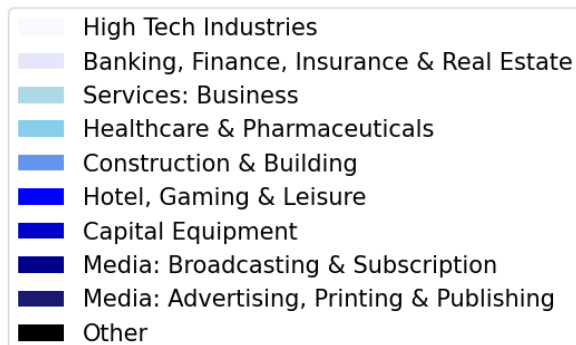 High Tech Industries
Banking, Finance, Insurance & Real Estate
Services: Business
Healthcare & Pharmaceuticals
Construction & Building
Hotel, Gaming & Leisure
Capital Equipment
Media: Broadcasting & Subscription
Media: Advertising, Printing & Publishing
Other